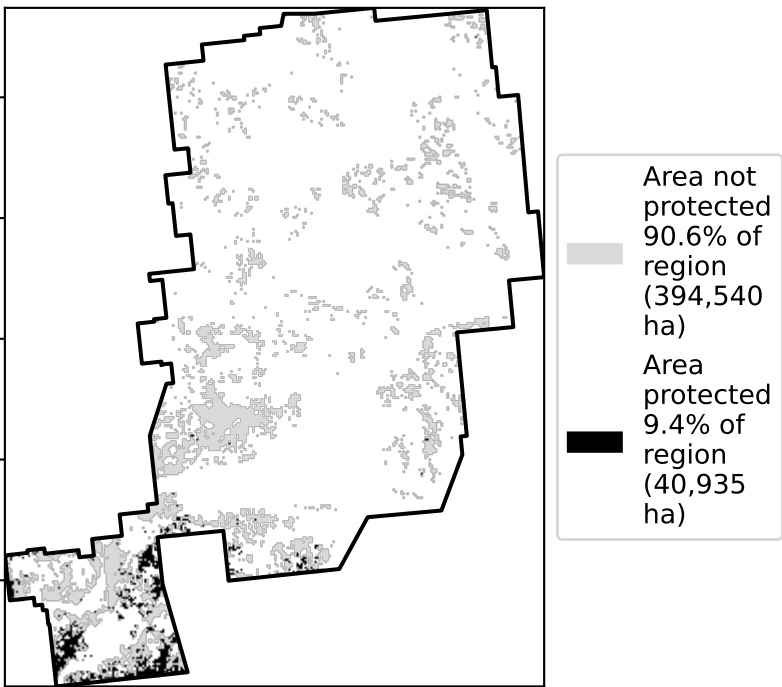 Area not
protected
90.6% of
region
(394,540
ha)
Area
protected
9.4% of
region
(40,935
ha)